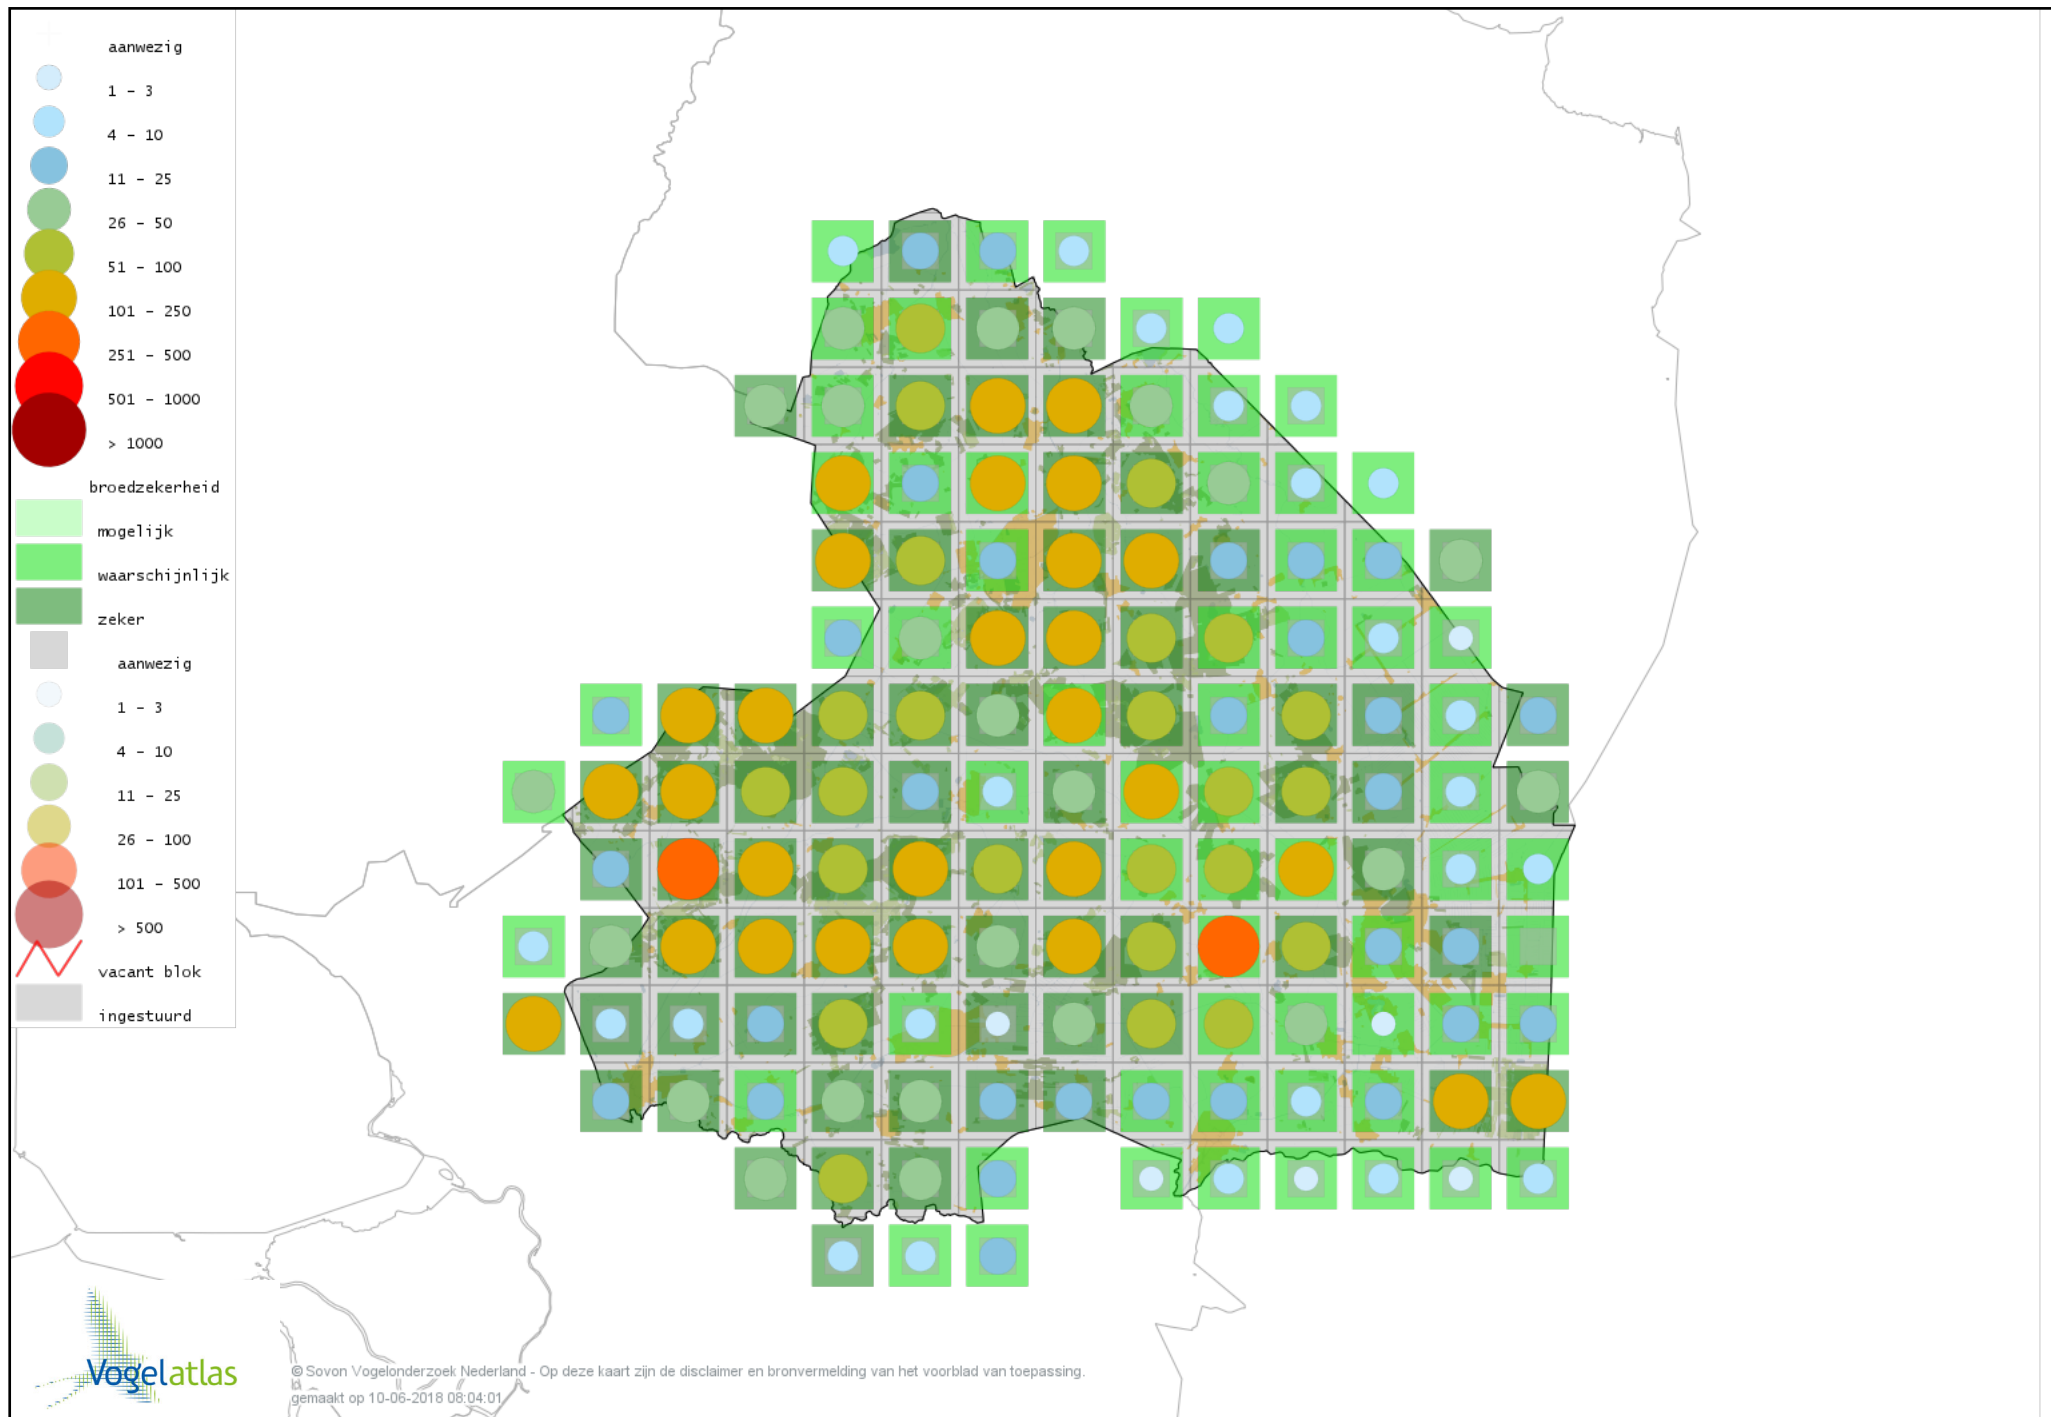 aanwezig
1 - 3
4 - 10
11 - 25
26 - 50
51 - 100
101 - 250
251 - 500
501 - 1000
> 1000
broedzekerheid
mogelijk
waarschijnlijk
zeker
aanwezig
1 - 3
4 - 10
11 - 25
26 - 100
101 - 500
> 500
vacant blok
ingestuurd
Vogelatlas
© Sovon Vogelonderzoek Nederland - Op deze kaart zijn de disclaimer en bronvermelding van het voorblad van toepassing.
gemaakt op 10-06-2018 08:04:01